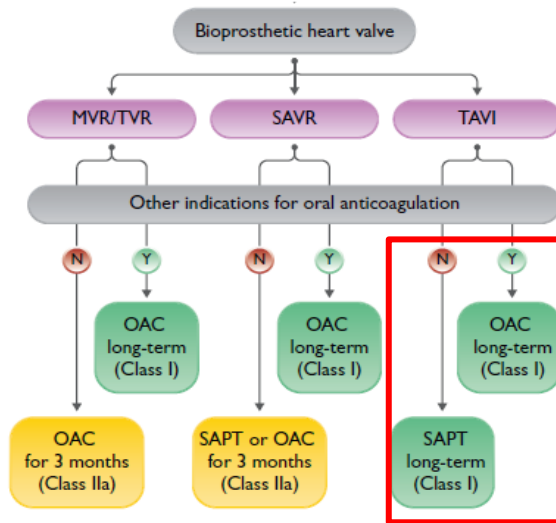 Bioprosthetic heart valve
MVR/TVR
SAVR
TAVI
Other indications for oral anticoagulation
N
Y
N
Y
N
Y
OAC
long-term
(Class I)
OAC
long-term
(Class I)
OAC
long-term
(Class I)
OAC
for 3 months
(Class IIa)
SAPT or OAC
for 3 months
(Class IIa)
SAPT
long-term
(Class I)